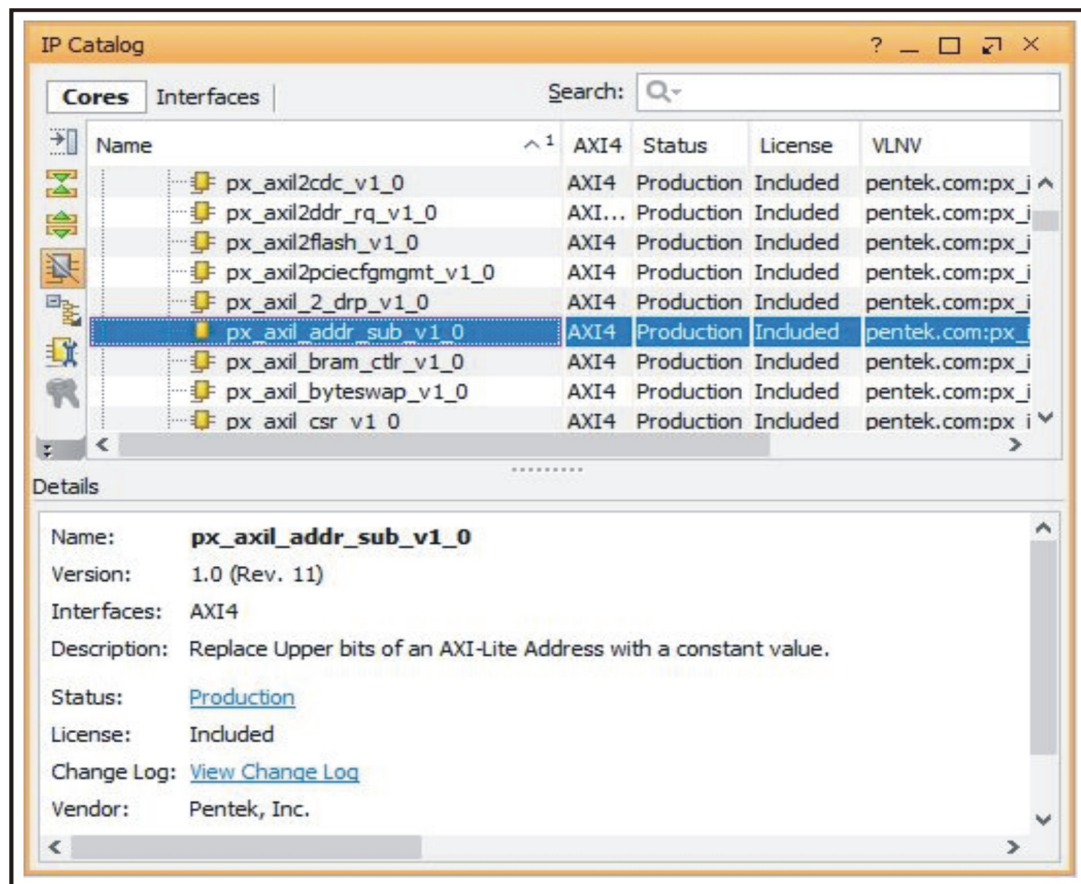 IP Catalog ?
Cores Interfaces Search:
Name 1 AXI4 Status License VLNV
px_axil2cdc_v1_0 AXI4 Production Included pentek.com:px_i
px_axil2ddr_rq_v1_0 AXI... Production Included pentek.com:px_i
px_axil2flash_v1_0 AXI4 Production Included pentek.com:px_i
px_axil2pciecfgmgmt_v1_0 AXI4 Production Included pentek.com:px_i
px_axil_2_drp_v1_0 AXI4 Production Included pentek.com:px_i
px_axil_addr_sub_v1_0 AXI4 Production Included pentek.com:px_i
px_axil_bram_ctlr_v1_0 AXI4 Production Included pentek.com:px_i
px_axil_byteswap_v1_0 AXI4 Production Included pentek.com:px_i
px_axil_csr_v1_0 AXI4 Production Included pentek.com:px_i
Details
Name: px_axil_addr_sub_v1_0
Version: 1.0 (Rev. 11)
Interfaces: AXI4
Description: Replace Upper bits of an AXI-Lite Address with a constant value.
Status: Production
License: Included
Change Log: View Change Log
Vendor: Pentek, Inc.